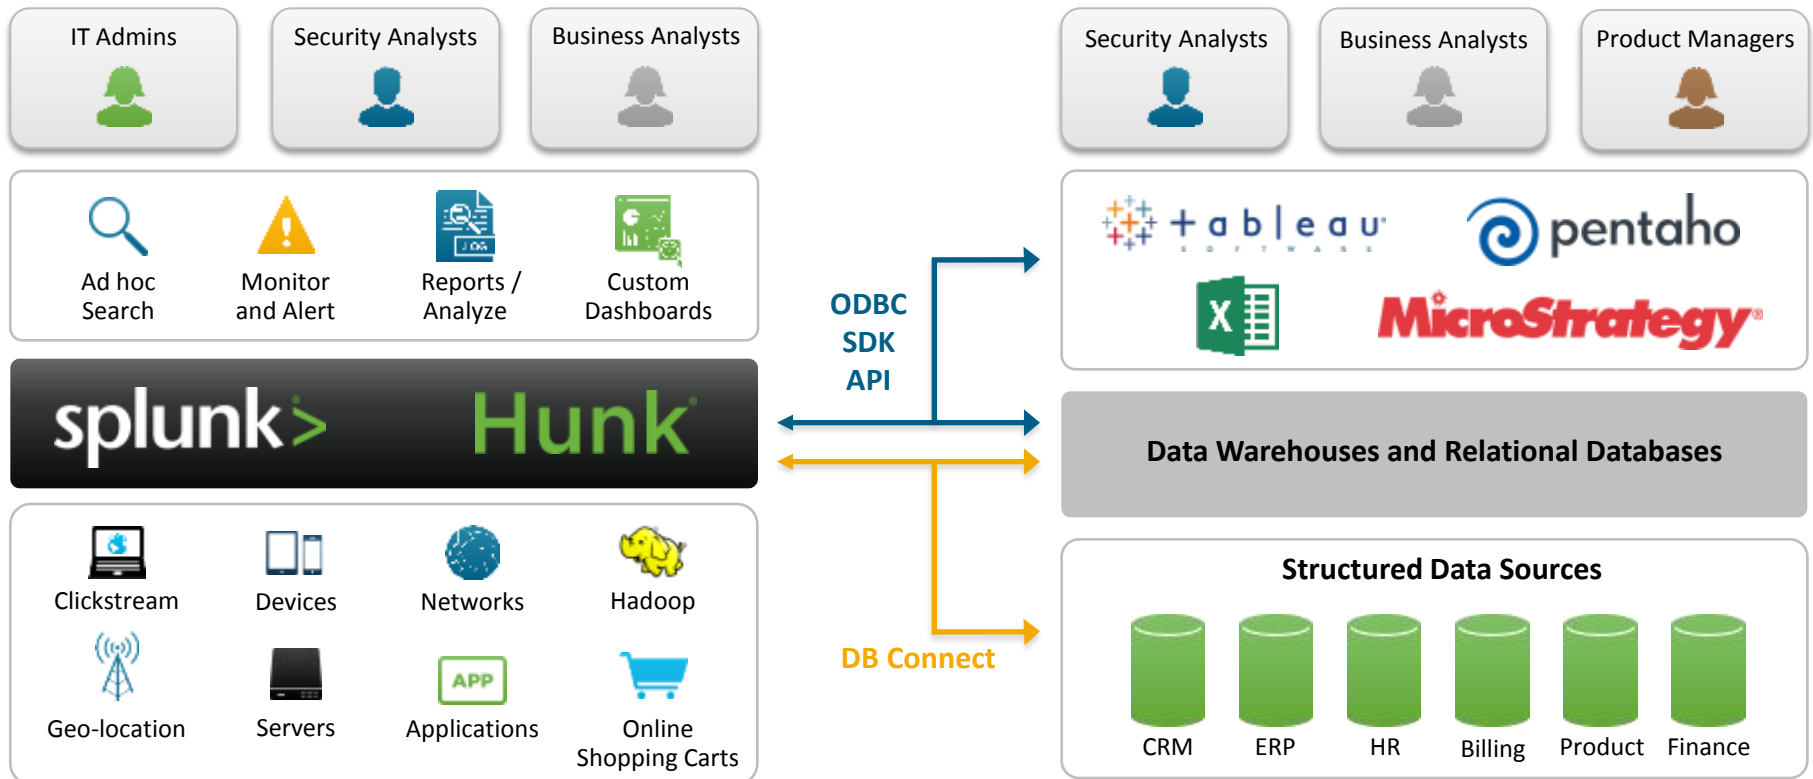 IT Admins
Security Analysts
Business Analysts
Ad hoc
Search
Monitor
and Alert
LOG
Reports /
Analyze
Custom
Dashboards
splunk>
Hunk®
Clickstream
Devices
Networks
Hadoop
Geo-location
Servers
APP
Applications
Online
Shopping Carts
ODBC
SDK
API
DB Connect
Security Analysts
Business Analysts
Product Managers
+ableau
SOFTWARE
pentaho
X
MicroStrategy®
Data Warehouses and Relational Databases
Structured Data Sources
CRM
ERP
HR
Billing
Product
Finance